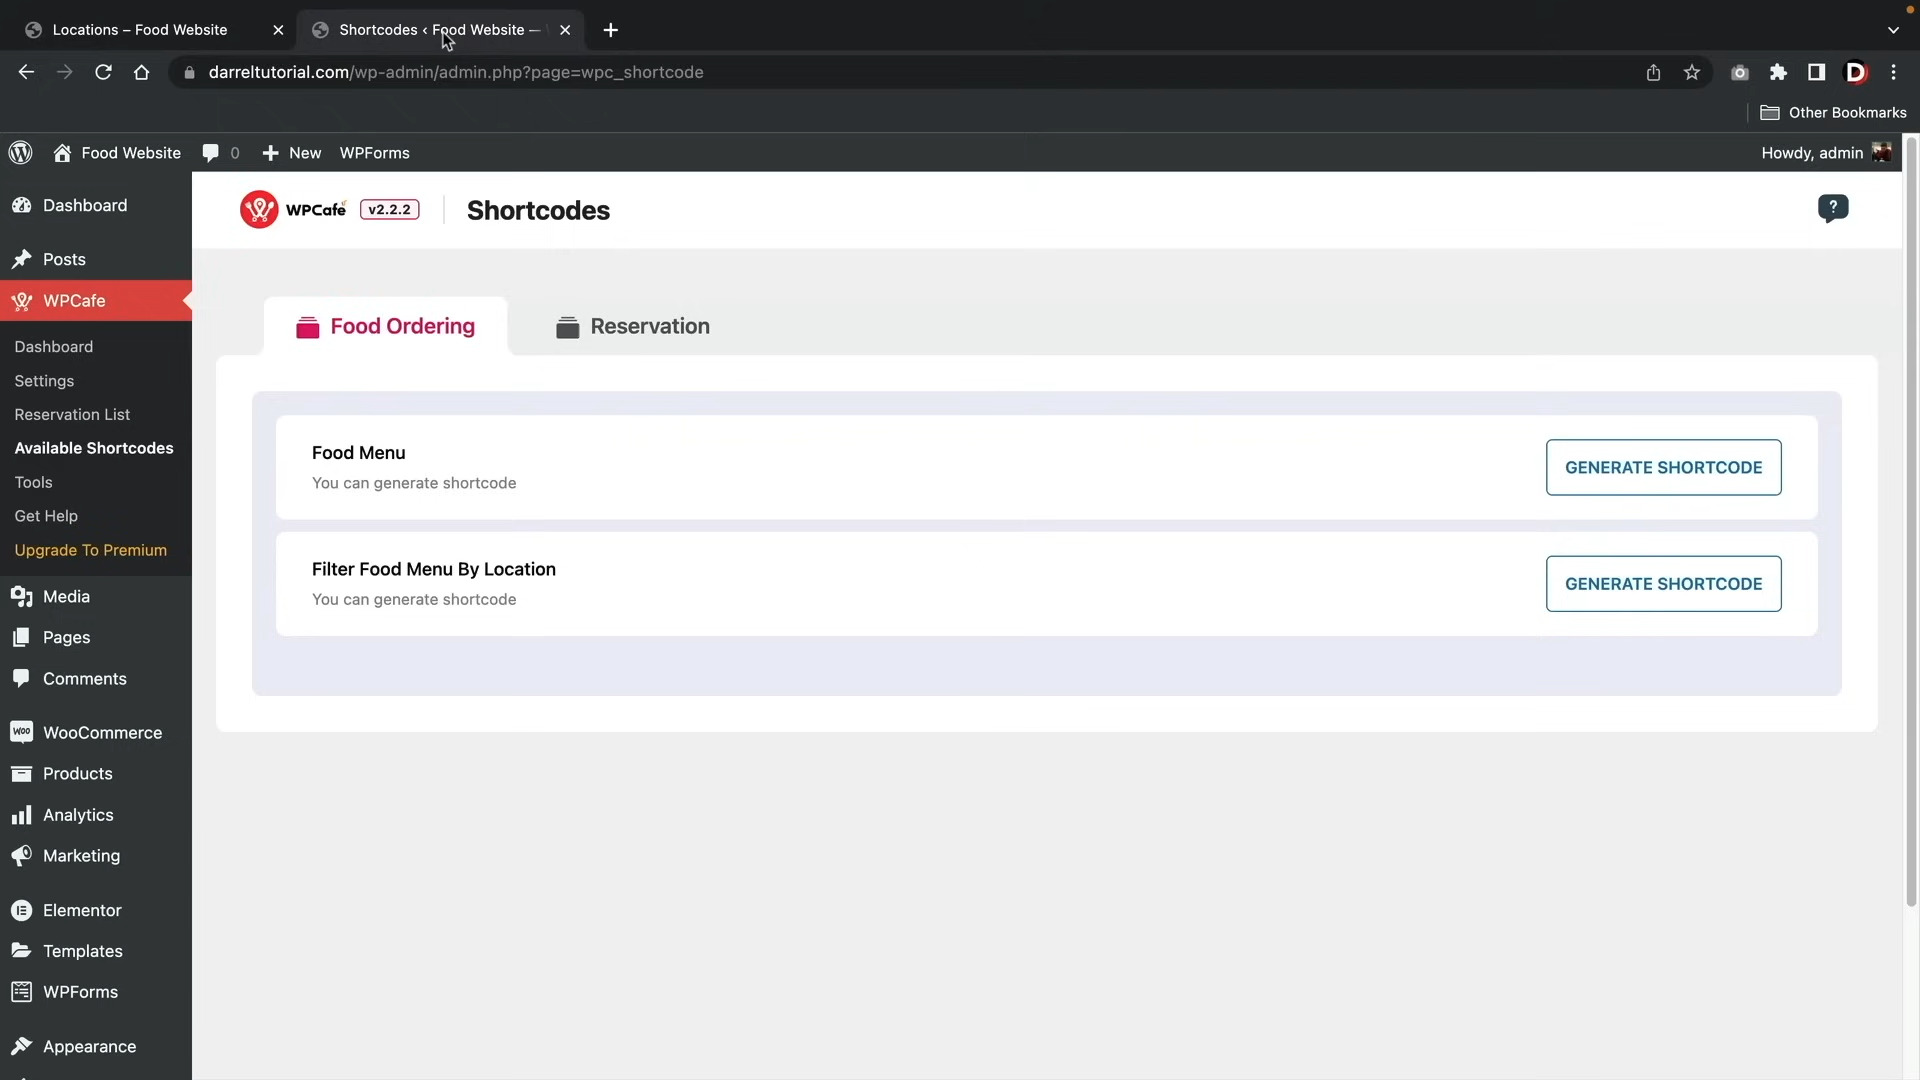 Locations – Food Website
Shortcodes ‹ Food Website —
darreltutorial.com/wp-admin/admin.php?page=wpc_shortcode
Other Bookmarks
Food Website
0
New
WPForms
Howdy, admin
Dashboard
Posts
WPCafe
Dashboard
Settings
Reservation List
Available Shortcodes
Tools
Get Help
Upgrade To Premium
Media
Pages
Comments
WooCommerce
Products
Analytics
Marketing
Elementor
Templates
WPForms
Appearance
WPCafé v2.2.2
Shortcodes
?
Food Ordering
Reservation
Food Menu
You can generate shortcode
GENERATE SHORTCODE
Filter Food Menu By Location
You can generate shortcode
GENERATE SHORTCODE